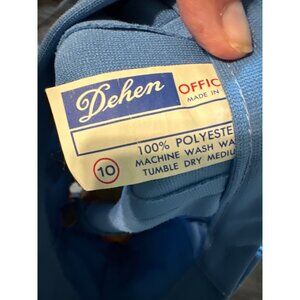 Dehen
OFFIC
MADE IN
100% POLYESTE
MACHINE WASH WA
10
TUMBLE DRY MEDIU